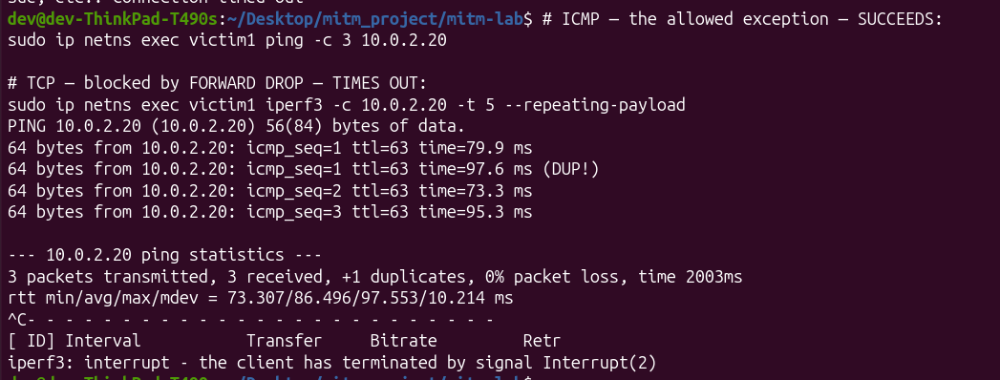 dev@dev-ThinkPad-T490s:~/Desktop/mitm_project/mitm-lab$ # ICMP — the allowed exception — SUCCEEDS:
sudo ip netns exec victim1 ping -c 3 10.0.2.20

# TCP — blocked by FORWARD DROP — TIMES OUT:
sudo ip netns exec victim1 iperf3 -c 10.0.2.20 -t 5 --repeating-payload
PING 10.0.2.20 (10.0.2.20) 56(84) bytes of data.
64 bytes from 10.0.2.20: icmp_seq=1 ttl=63 time=79.9 ms
64 bytes from 10.0.2.20: icmp_seq=1 ttl=63 time=97.6 ms (DUP!)
64 bytes from 10.0.2.20: icmp_seq=2 ttl=63 time=73.3 ms
64 bytes from 10.0.2.20: icmp_seq=3 ttl=63 time=95.3 ms

--- 10.0.2.20 ping statistics ---
3 packets transmitted, 3 received, +1 duplicates, 0% packet loss, time 2003ms
rtt min/avg/max/mdev = 73.307/86.496/97.553/10.214 ms
^C- - - - - - - - - - - - - - - - - - - - - - - - -
[ ID] Interval           Transfer     Bitrate         Retr
iperf3: interrupt - the client has terminated by signal Interrupt(2)